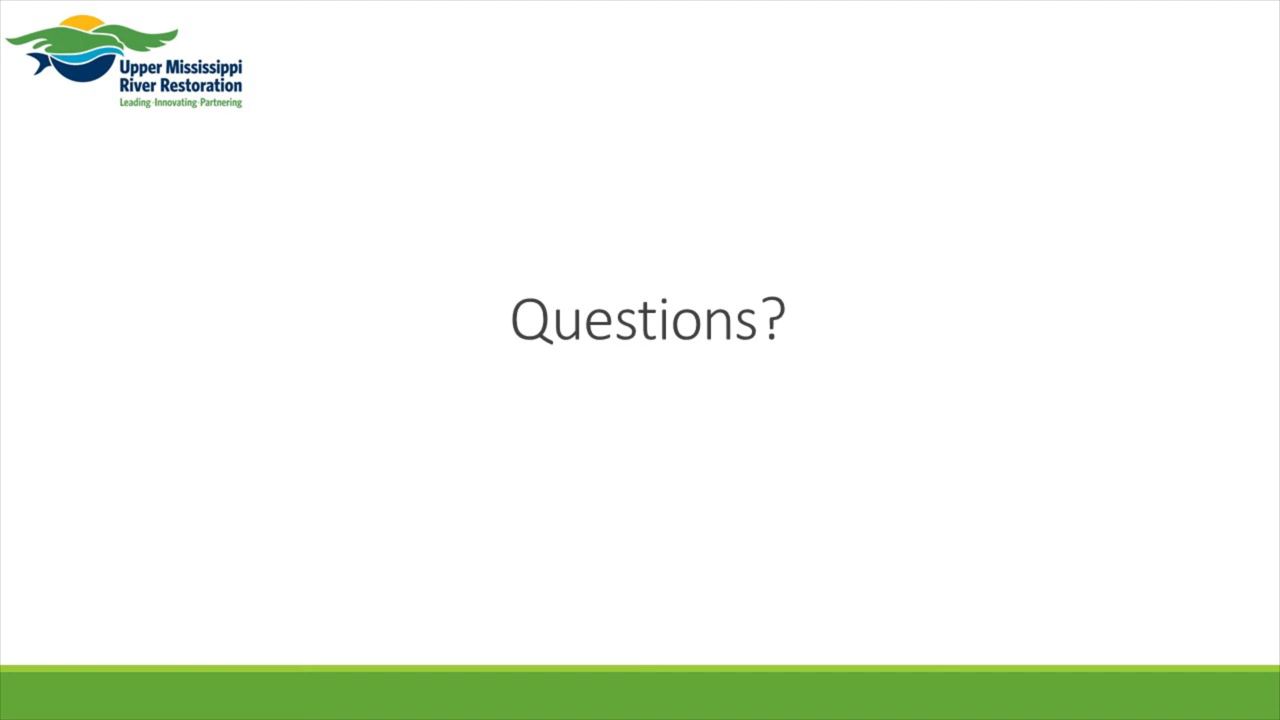 Upper Mississippi
River Restoration
Leading·Innovating·Partnering
Questions?